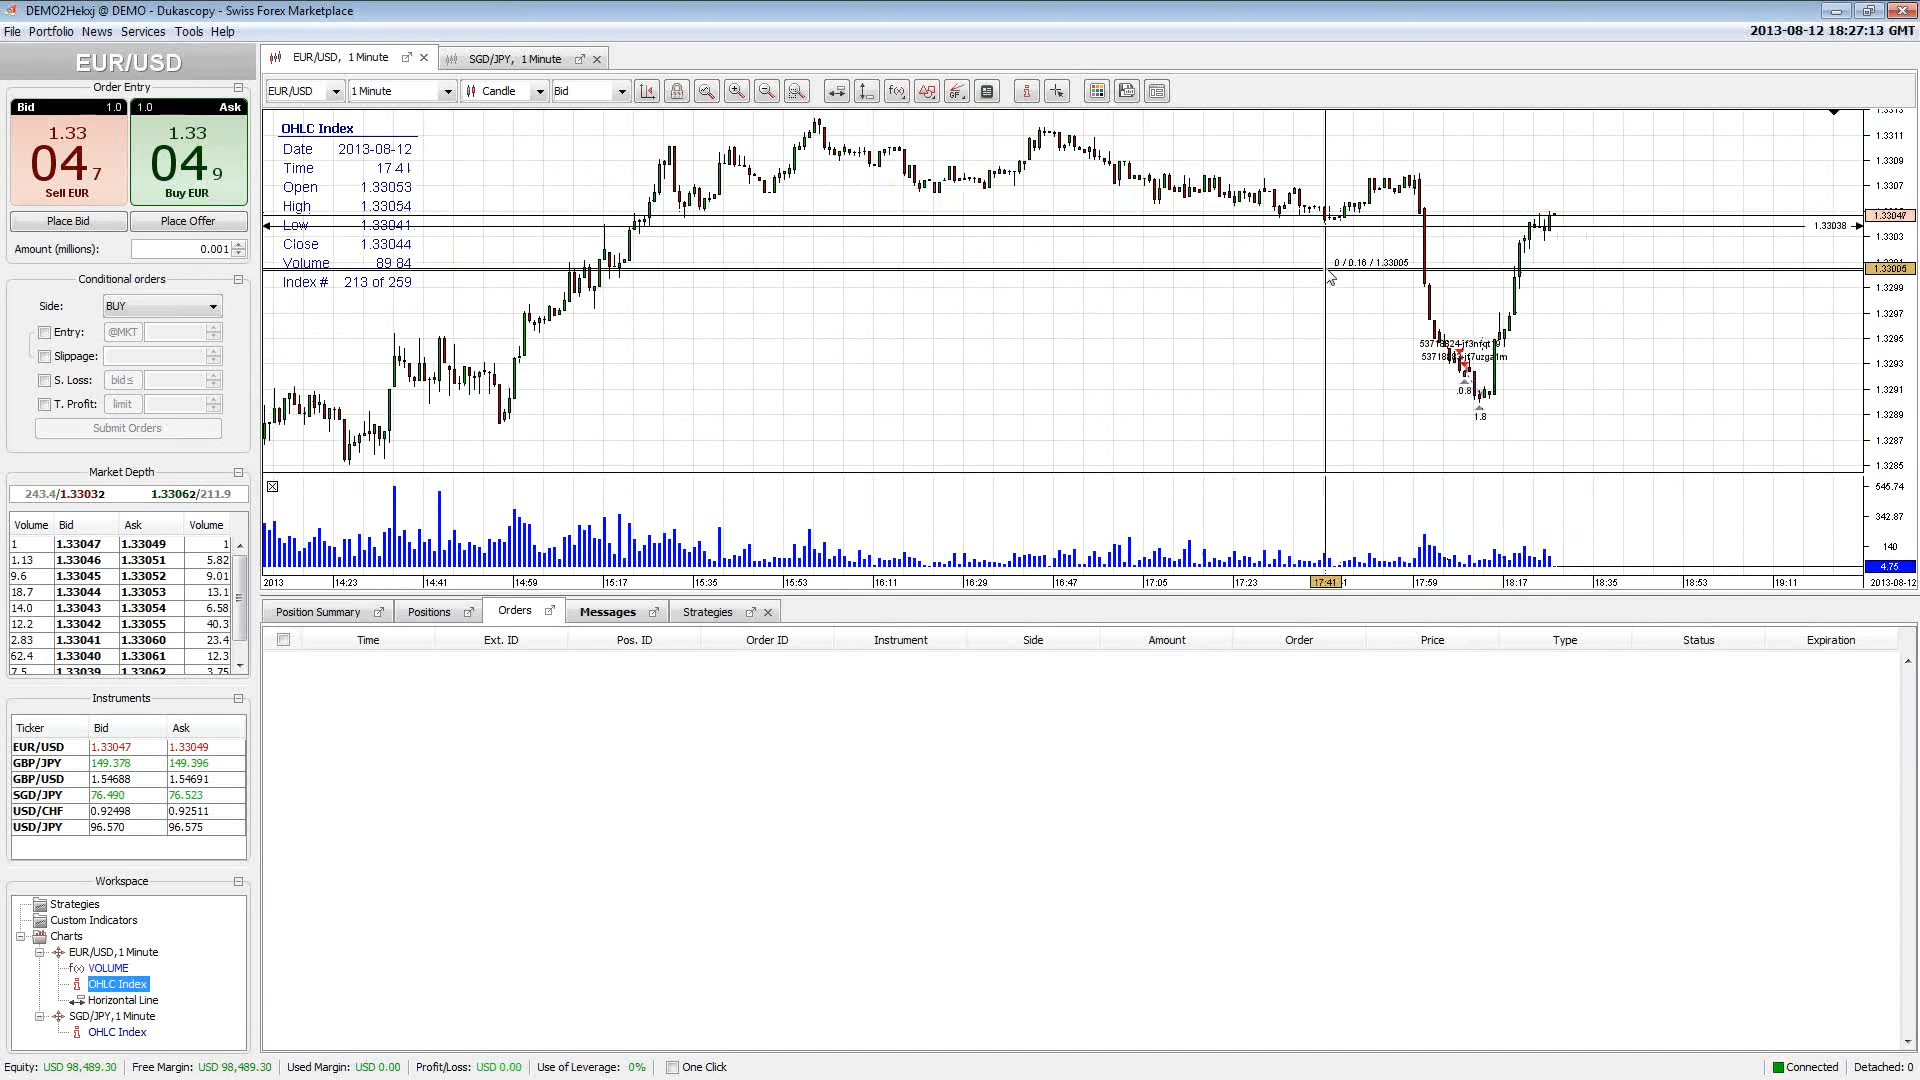 DEMO2Hekxj @ DEMO - Dukascopy - Swiss Forex Marketplace
File Portfolio News Services Tools Help
2013-08-12 18:27:13 GMT
EUR/USD
Order Entry
Bid 1.0 1.0 Ask
1.33 1.33
04 7 04 9
Sell EUR Buy EUR
Place Bid Place Offer
Amount (millions): 0.001
Conditional orders
Side: BUY
Entry: @MKT
Slippage:
S. Loss: bid≤
T. Profit: limit
Submit Orders
Market Depth
243.4/1.33032 1.33062/211.9
Volume Bid Ask Volume
1 1.33047 1.33049 1
1.13 1.33046 1.33051 5.82
9.6 1.33045 1.33052 9.01
18.7 1.33044 1.33053 13.1
14.0 1.33043 1.33054 6.58
12.2 1.33042 1.33055 40.3
2.83 1.33041 1.33060 23.4
62.4 1.33040 1.33061 12.3
7.5 1.33039 1.33062 3.75
Instruments
Ticker Bid Ask
EUR/USD 1.33047 1.33049
GBP/JPY 149.378 149.396
GBP/USD 1.54688 1.54691
SGD/JPY 76.490 76.523
USD/CHF 0.92498 0.92511
USD/JPY 96.570 96.575
Workspace
Strategies
Custom Indicators
Charts
EUR/USD,1 Minute
f(x) VOLUME
OHLC Index
Horizontal Line
SGD/JPY,1 Minute
OHLC Index
EUR/USD, 1 Minute SGD/JPY, 1 Minute
EUR/USD 1 Minute Candle Bid
OHLC Index
Date 2013-08-12
Time 17:41
Open 1.33053
High 1.33054
Low 1.33041
Close 1.33044
Volume 89.84
Index # 213 of 259
0 / 0.16 / 1.33005
1.33038
0.8
1.8
1.3313
1.3311
1.3309
1.3307
1.33047
1.3303
1.33005
1.3299
1.3297
1.3295
1.3293
1.3291
1.3289
1.3287
1.3285
545.74
342.87
140
4.75
2013 14:23 14:41 14:59 15:17 15:35 15:53 16:11 16:29 16:47 17:05 17:23 17:41 17:59 18:17 18:35 18:53 19:11 2013-08-12
Position Summary Positions Orders Messages Strategies
Time Ext. ID Pos. ID Order ID Instrument Side Amount Order Price Type Status Expiration
Equity: USD 98,489.30 Free Margin: USD 98,489.30 Used Margin: USD 0.00 Profit/Loss: USD 0.00 Use of Leverage: 0% One Click Connected Detached: 0